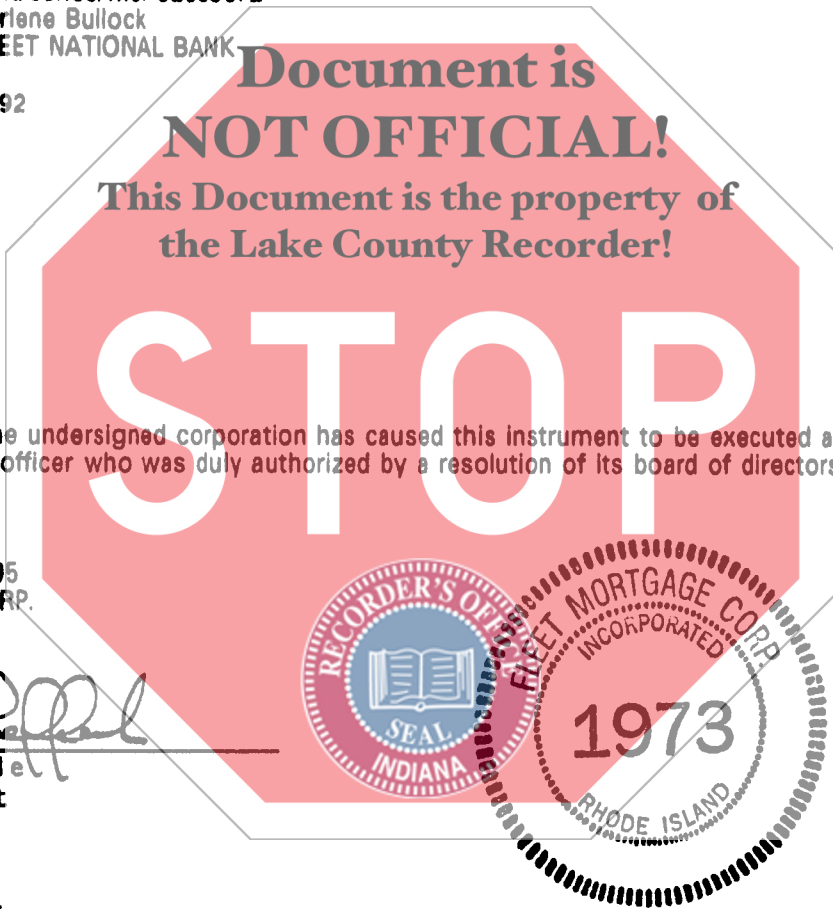 rlene Bullock
EET NATIONAL BANK
Document is
92
NOT OFFICIAL!
This Document is the property of
the Lake County Recorder!
STOP
e undersigned corporation has caused this instrument to be executed a
officer who was duly authorized by a resolution of its board of directors
5
RP.
RECORDER'S OFFICE
SEAL
INDIANA
FLEET MORTGAGE CORP.
INCORPORATED
1973
RHODE ISLAND
e
t